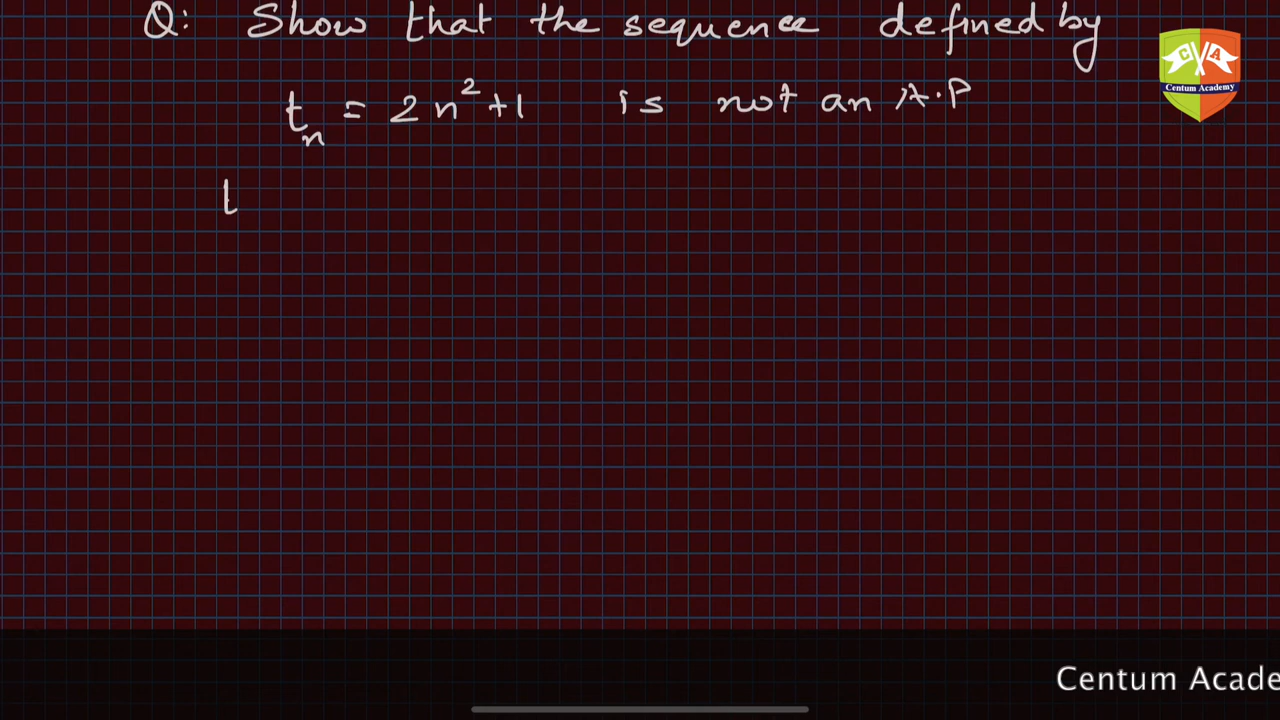 Q: Show that the sequence defined by
tₙ = 2n² + 1 is not an A.P
C A
Centum Academy
Centum Acade